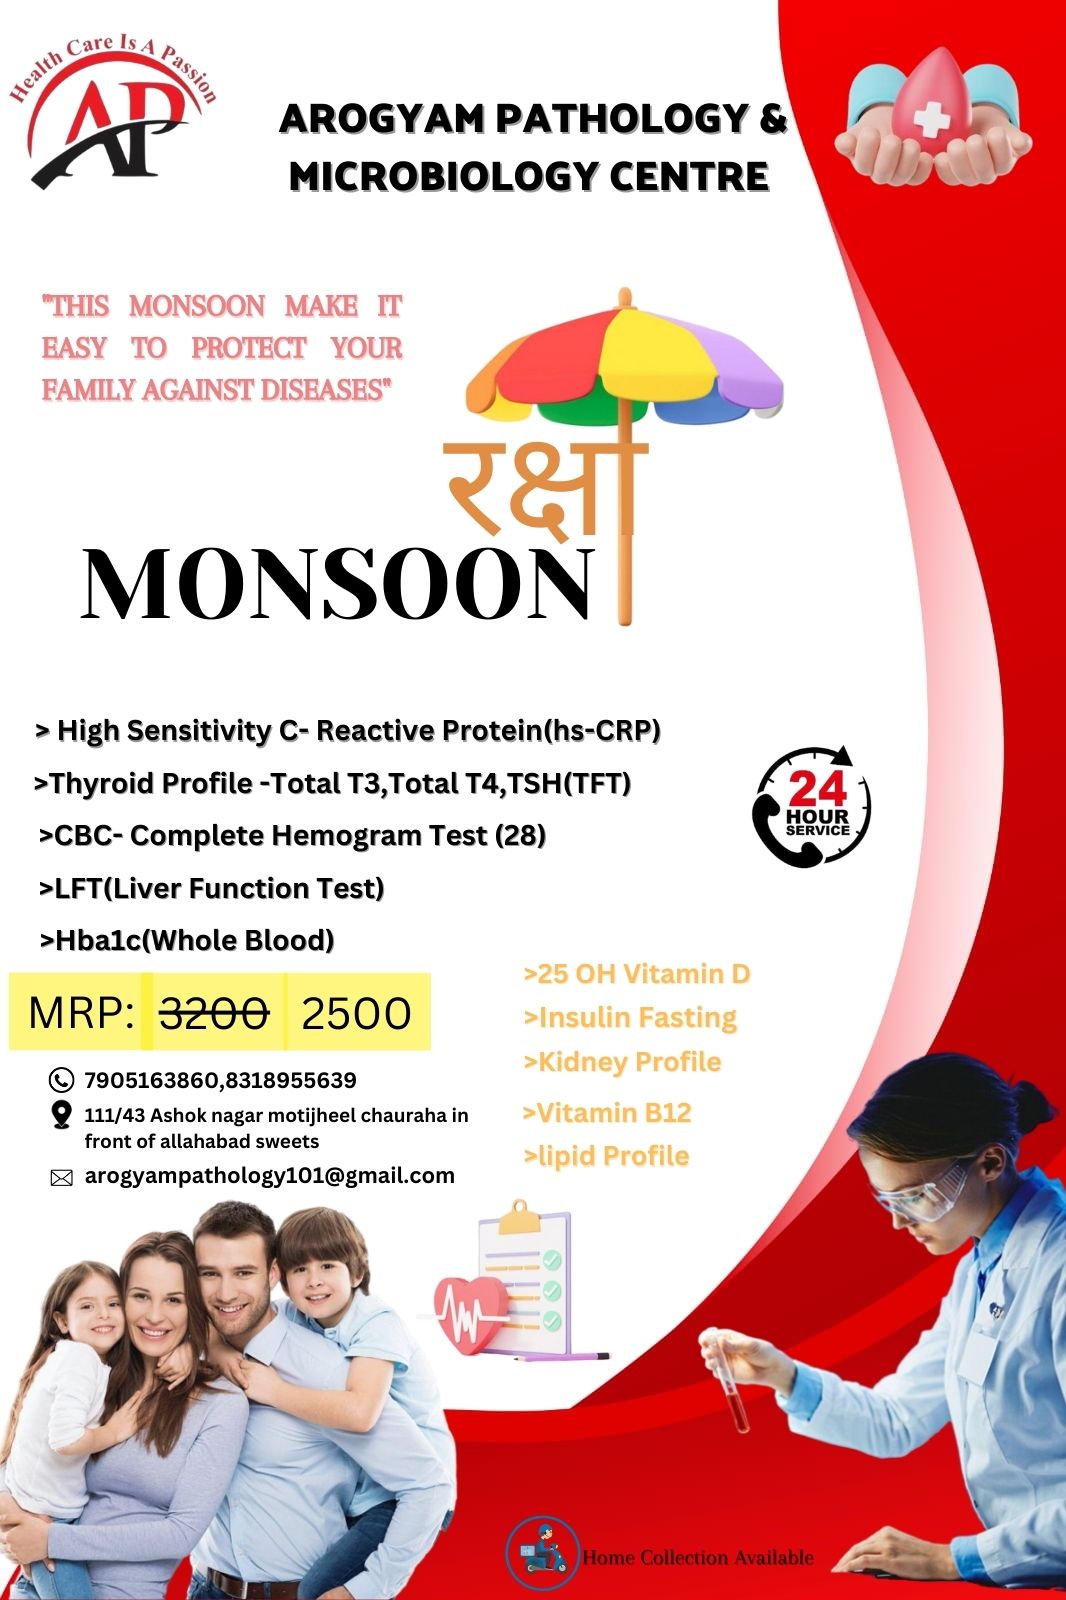 Health Care Is A Passion
AP
AROGYAM PATHOLOGY &
MICROBIOLOGY CENTRE
"THIS MONSOON MAKE IT
EASY TO PROTECT YOUR
FAMILY AGAINST DISEASES"
रक्षा
MONSOON
> High Sensitivity C- Reactive Protein(hs-CRP)
>Thyroid Profile -Total T3,Total T4,TSH(TFT)
>CBC- Complete Hemogram Test (28)
>LFT(Liver Function Test)
>Hba1c(Whole Blood)
24
HOUR
SERVICE
MRP: 3200 2500
>25 OH Vitamin D
>Insulin Fasting
>Kidney Profile
>Vitamin B12
>lipid Profile
7905163860,8318955639
111/43 Ashok nagar motijheel chauraha in
front of allahabad sweets
arogyampathology101@gmail.com
Home Collection Available